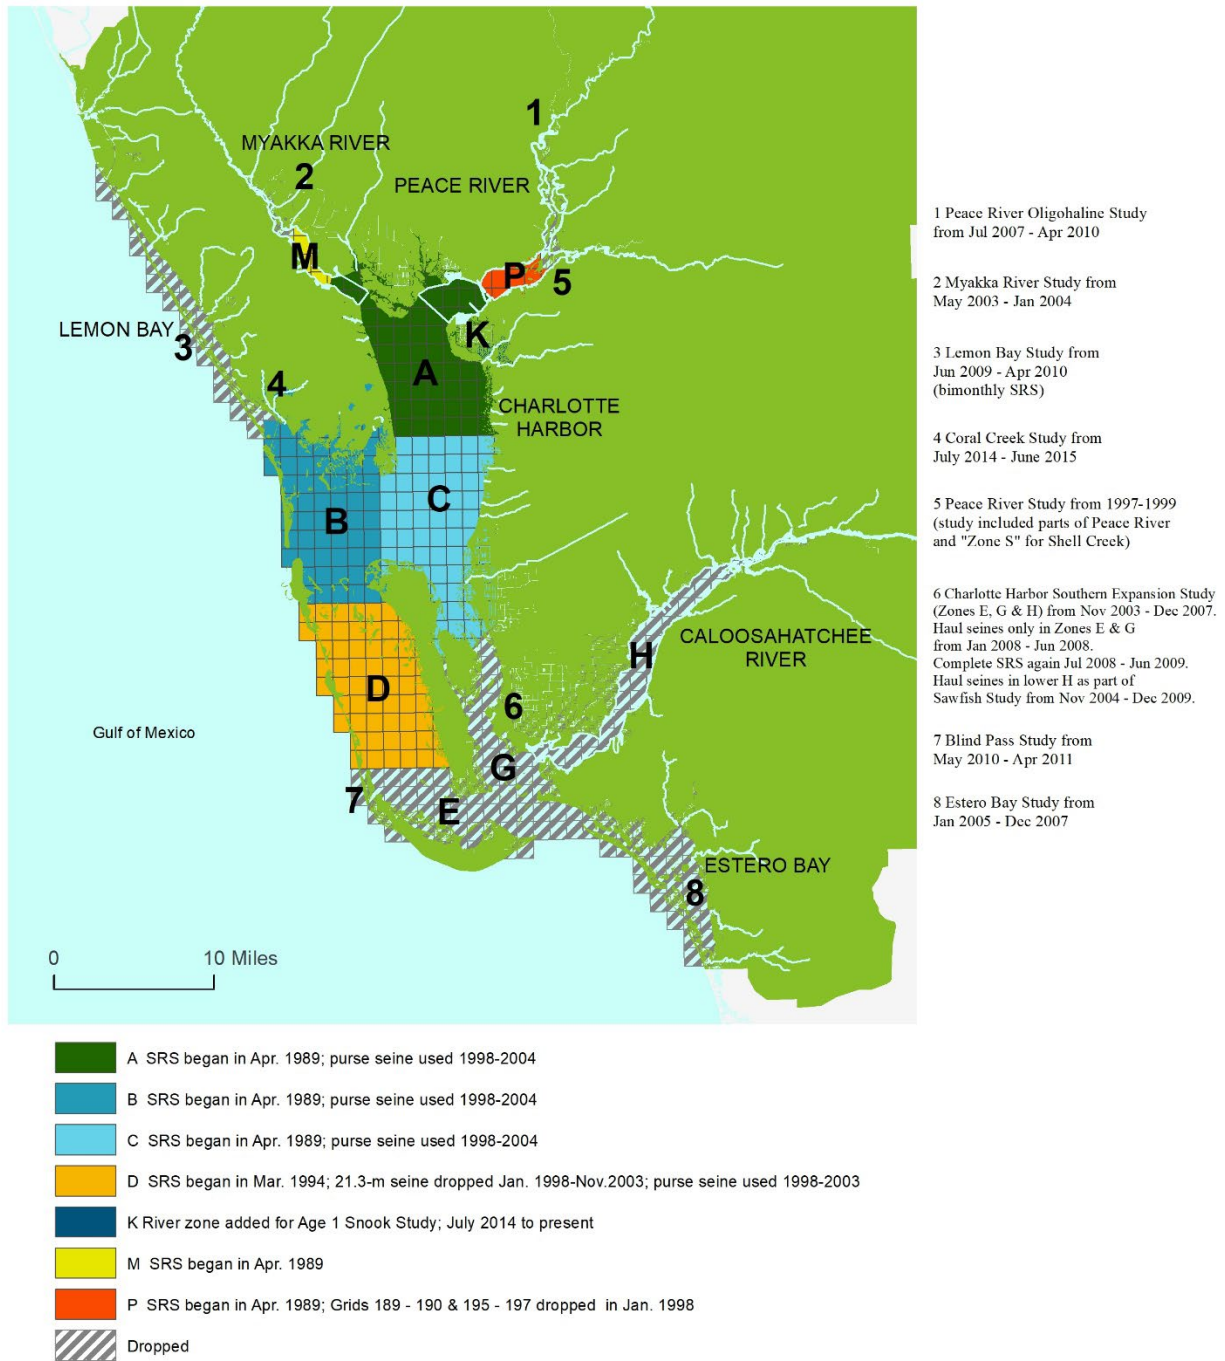 1
MYAKKA RIVER
2
PEACE RIVER
M
P
5
LEMON BAY
3
K
4
A
CHARLOTTE
HARBOR
C
B
H
CALOOSAHATCHEE
RIVER
D
6
Gulf of Mexico
G
7
E
ESTERO BAY
8
0 10 Miles
1 Peace River Oligohaline Study
from Jul 2007 - Apr 2010
2 Myakka River Study from
May 2003 - Jan 2004
3 Lemon Bay Study from
Jun 2009 - Apr 2010
(bimonthly SRS)
4 Coral Creek Study from
July 2014 - June 2015
5 Peace River Study from 1997-1999
(study included parts of Peace River
and "Zone S" for Shell Creek)
6 Charlotte Harbor Southern Expansion Study
(Zones E, G & H) from Nov 2003 - Dec 2007.
Haul seines only in Zones E & G
from Jan 2008 - Jun 2008.
Complete SRS again Jul 2008 - Jun 2009.
Haul seines in lower H as part of
Sawfish Study from Nov 2004 - Dec 2009.
7 Blind Pass Study from
May 2010 - Apr 2011
8 Estero Bay Study from
Jan 2005 - Dec 2007
A SRS began in Apr. 1989; purse seine used 1998-2004
B SRS began in Apr. 1989; purse seine used 1998-2004
C SRS began in Apr. 1989; purse seine used 1998-2004
D SRS began in Mar. 1994; 21.3-m seine dropped Jan. 1998-Nov.2003; purse seine used 1998-2003
K River zone added for Age 1 Snook Study; July 2014 to present
M SRS began in Apr. 1989
P SRS began in Apr. 1989; Grids 189 - 190 & 195 - 197 dropped in Jan. 1998
Dropped